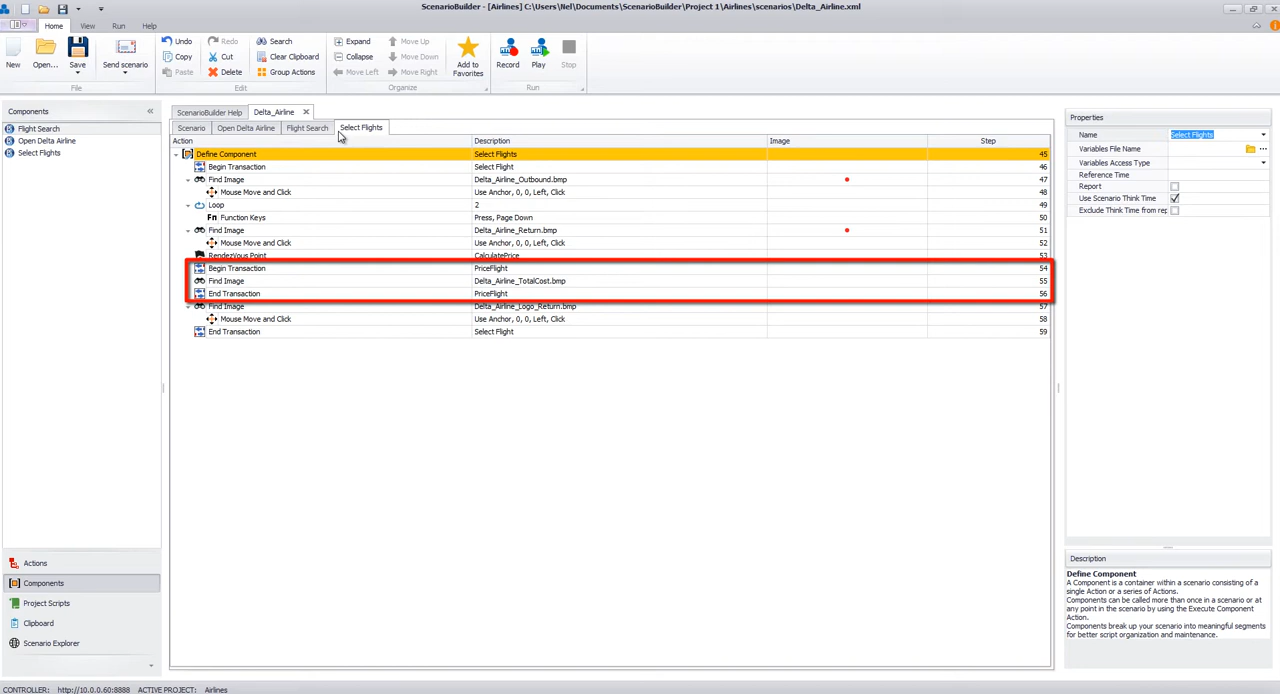 ScenarioBuilder - [Airlines] C:\Users\Nel\Documents\ScenarioBuilder\Project 1\Airlines\scenarios\Delta_Airline.xml
Home View Run Help
New Open... Save Send scenario
Undo Redo Search
Copy Cut Clear Clipboard
Paste Delete Group Actions
Expand Move Up
Collapse Move Down
Move Left Move Right
Add to Favorites
Record Play Stop
File Edit Organize Run
Components
Flight Search
Open Delta Airline
Select Flights
ScenarioBuilder Help Delta_Airline
Scenario Open Delta Airline Flight Search Select Flights
Action Description Image Step
Define Component Select Flights 45
Begin Transaction Select Flight 46
Find Image Delta_Airline_Outbound.bmp 47
Mouse Move and Click Use Anchor, 0, 0, Left, Click 48
Loop 2 49
Function Keys Press, Page Down 50
Find Image Delta_Airline_Return.bmp 51
Mouse Move and Click Use Anchor, 0, 0, Left, Click 52
RendezVous Point CalculatePrice 53
Begin Transaction PriceFlight 54
Find Image Delta_Airline_TotalCost.bmp 55
End Transaction PriceFlight 56
Find Image Delta_Airline_Logo_Return.bmp 57
Mouse Move and Click Use Anchor, 0, 0, Left, Click 58
End Transaction Select Flight 59
Properties
Name Select Flights
Variables File Name
Variables Access Type
Reference Time
Report
Use Scenario Think Time
Exclude Think Time from rep
Actions
Components
Project Scripts
Clipboard
Scenario Explorer
Description
Define Component
A Component is a container within a scenario consisting of a single Action or a series of Actions.
Components can be called more than once in a scenario or at any point in the scenario by using the Execute Component Action.
Components break up your scenario into meaningful segments for better script organization and maintenance.
CONTROLLER: http://10.0.0.60:8888 ACTIVE PROJECT: Airlines